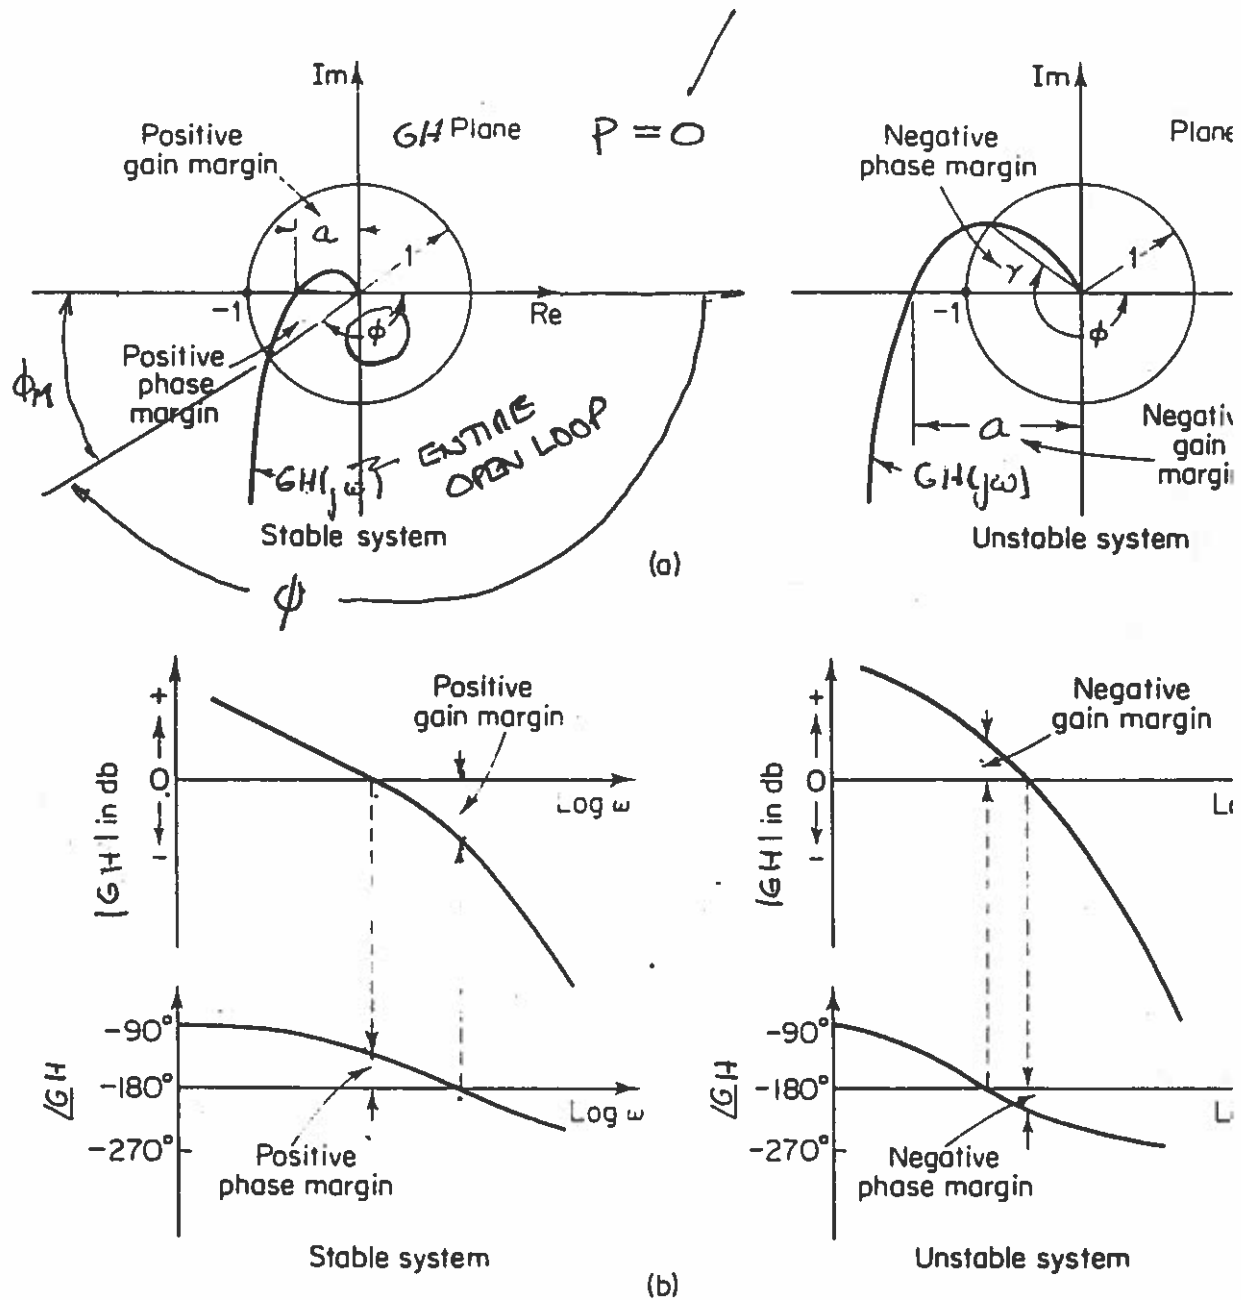 Im
Positive
gain margin
GH Plane
P = 0
a
1
-1
Re
φ
Positive
phase
margin
φM
GH(jω)
ENTIRE
OPEN LOOP
Stable system
φ
Im
Negative
phase margin
Plane
γ
1
-1
φ
a
Negativ
gain
margi
GH(jω)
Unstable system
(a)
Positive
gain margin
+
0
-
|GH| in db
Log ω
-90°
-180°
-270°
/GH
Log ω
Positive
phase margin
Stable system
Negative
gain margin
+
0
-
|GH| in db
L
-90°
-180°
-270°
/GH
L
Negative
phase margin
Unstable system
(b)